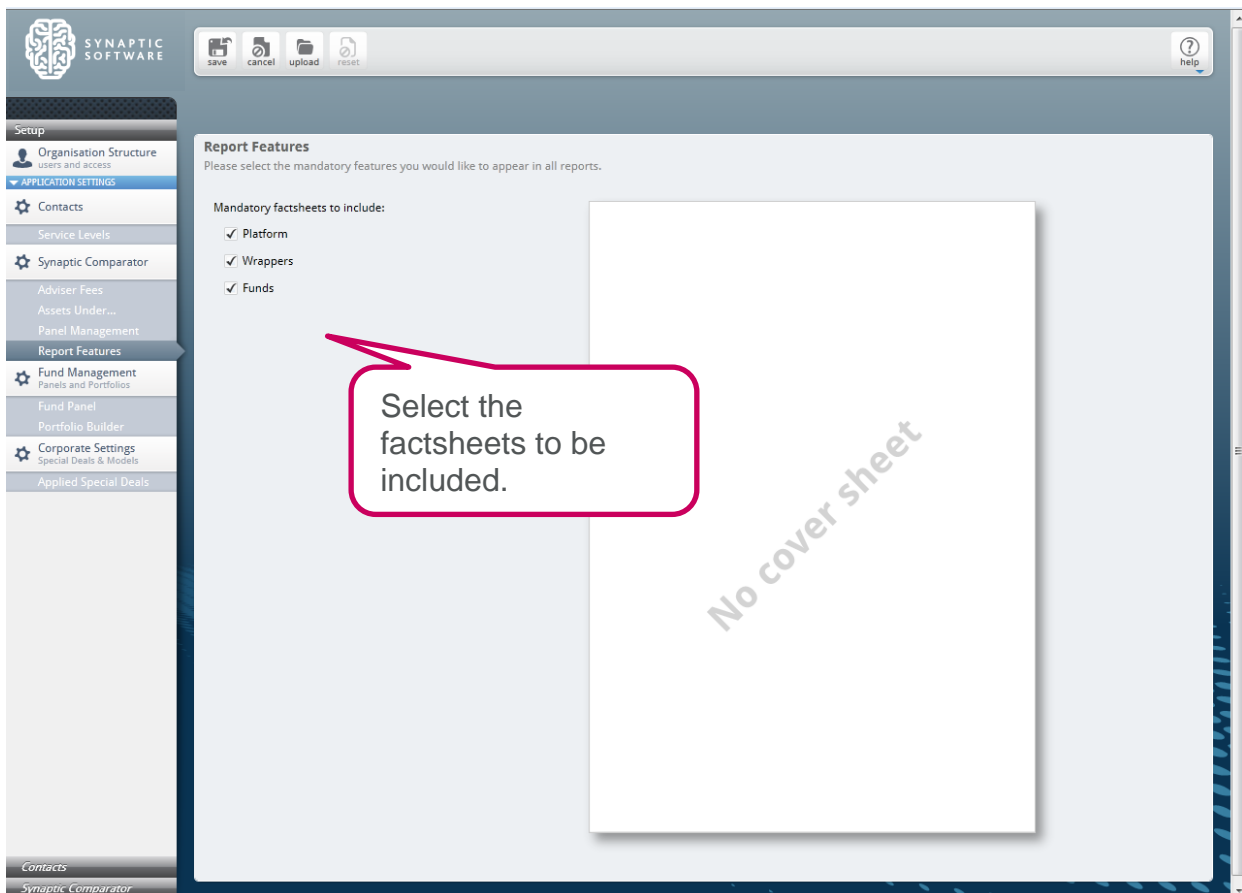 SYNAPTIC
SOFTWARE
save
cancel
upload
reset
help
Setup
Organisation Structure
users and access
APPLICATION SETTINGS
Contacts
Service Levels
Synaptic Comparator
Adviser Fees
Assets Under...
Panel Management
Report Features
Fund Management
Panels and Portfolios
Fund Panel
Portfolio Builder
Corporate Settings
Special Deals & Models
Applied Special Deals
Contacts
Synaptic Comparator
Report Features
Please select the mandatory features you would like to appear in all reports.
Mandatory factsheets to include:
Platform
Wrappers
Funds
Select the
factsheets to be
included.
No cover sheet